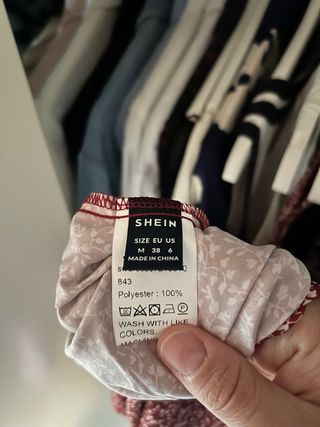 SHEIN
SIZE EU US
M 38 6
MADE IN CHINA
843
Polyester : 100%
WASH WITH LIKE
COLORS.